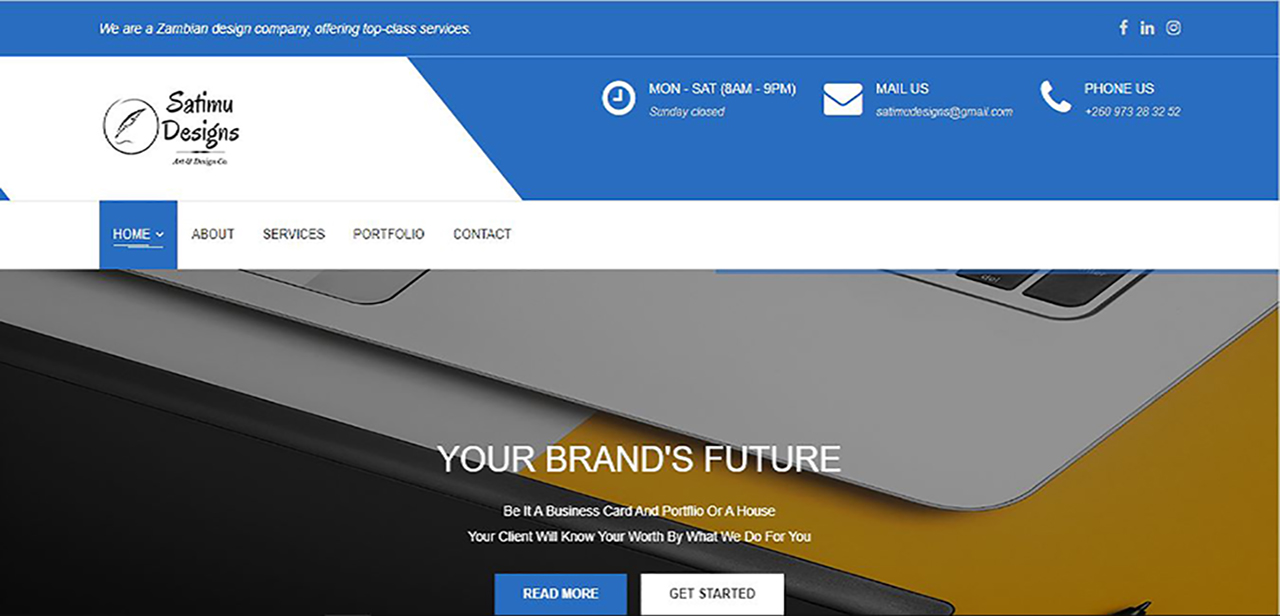 We are a Zambian design company, offering top-class services.
Satimu
Designs
Art & Design Co.
MON - SAT (8AM - 9PM)
Sunday closed
MAIL US
satimudesigns@gmail.com
PHONE US
+260 973 28 32 52
HOME
ABOUT
SERVICES
PORTFOLIO
CONTACT
del
YOUR BRAND'S FUTURE
Be It A Business Card And Portflio Or A House
Your Client Will Know Your Worth By What We Do For You
READ MORE
GET STARTED